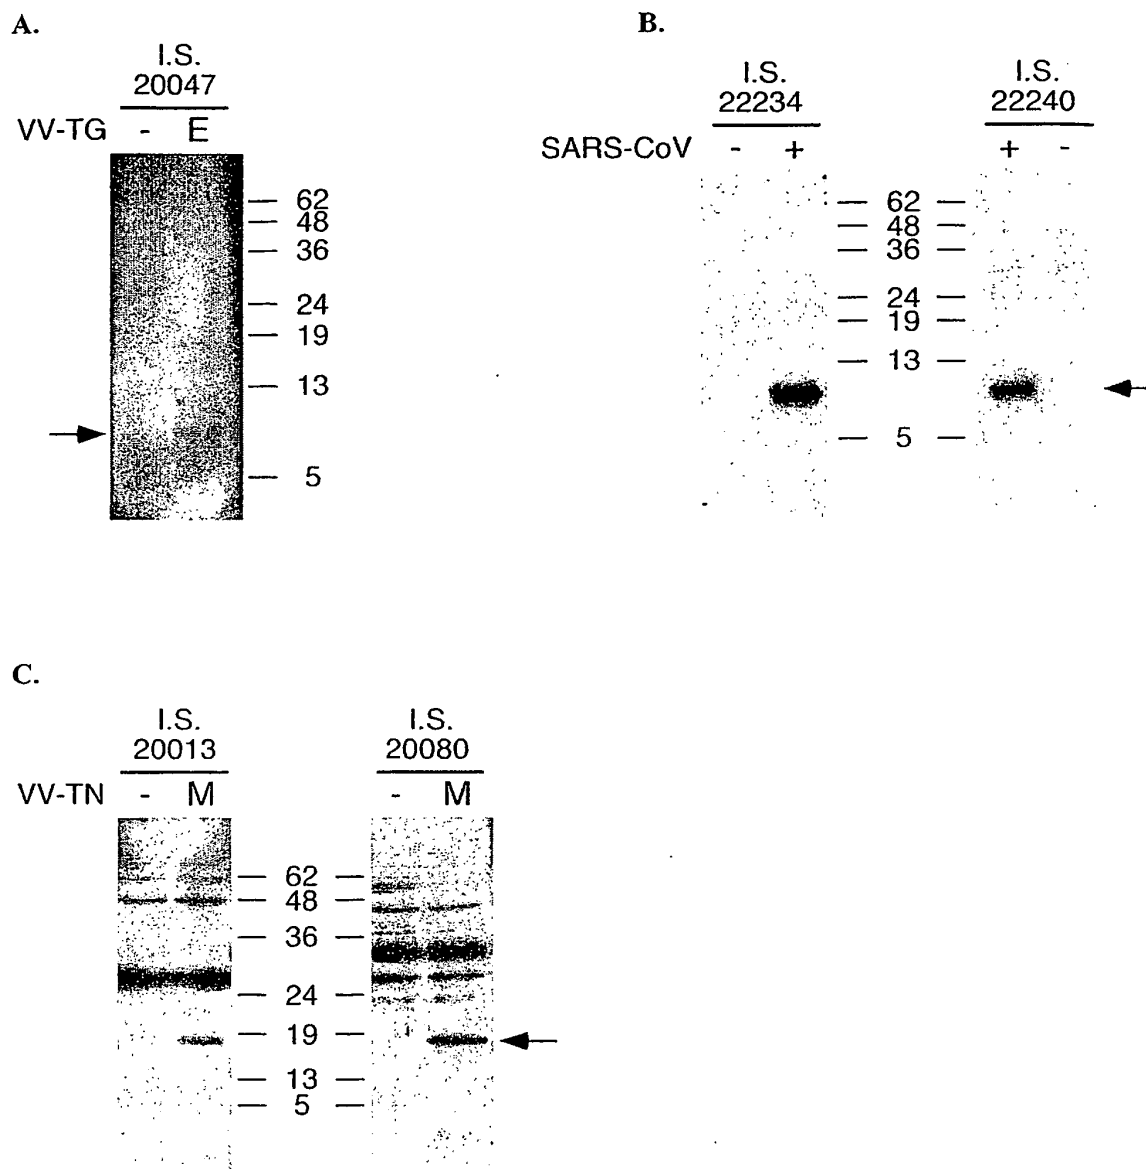 A.
I.S.
20047
VV-TG - E
62
48
36
24
19
13
5
B.
I.S.
22234
I.S.
22240
SARS-CoV - + + -
62
48
36
24
19
13
5
C.
I.S.
20013
I.S.
20080
VV-TN - M - M
62
48
36
24
19
13
5